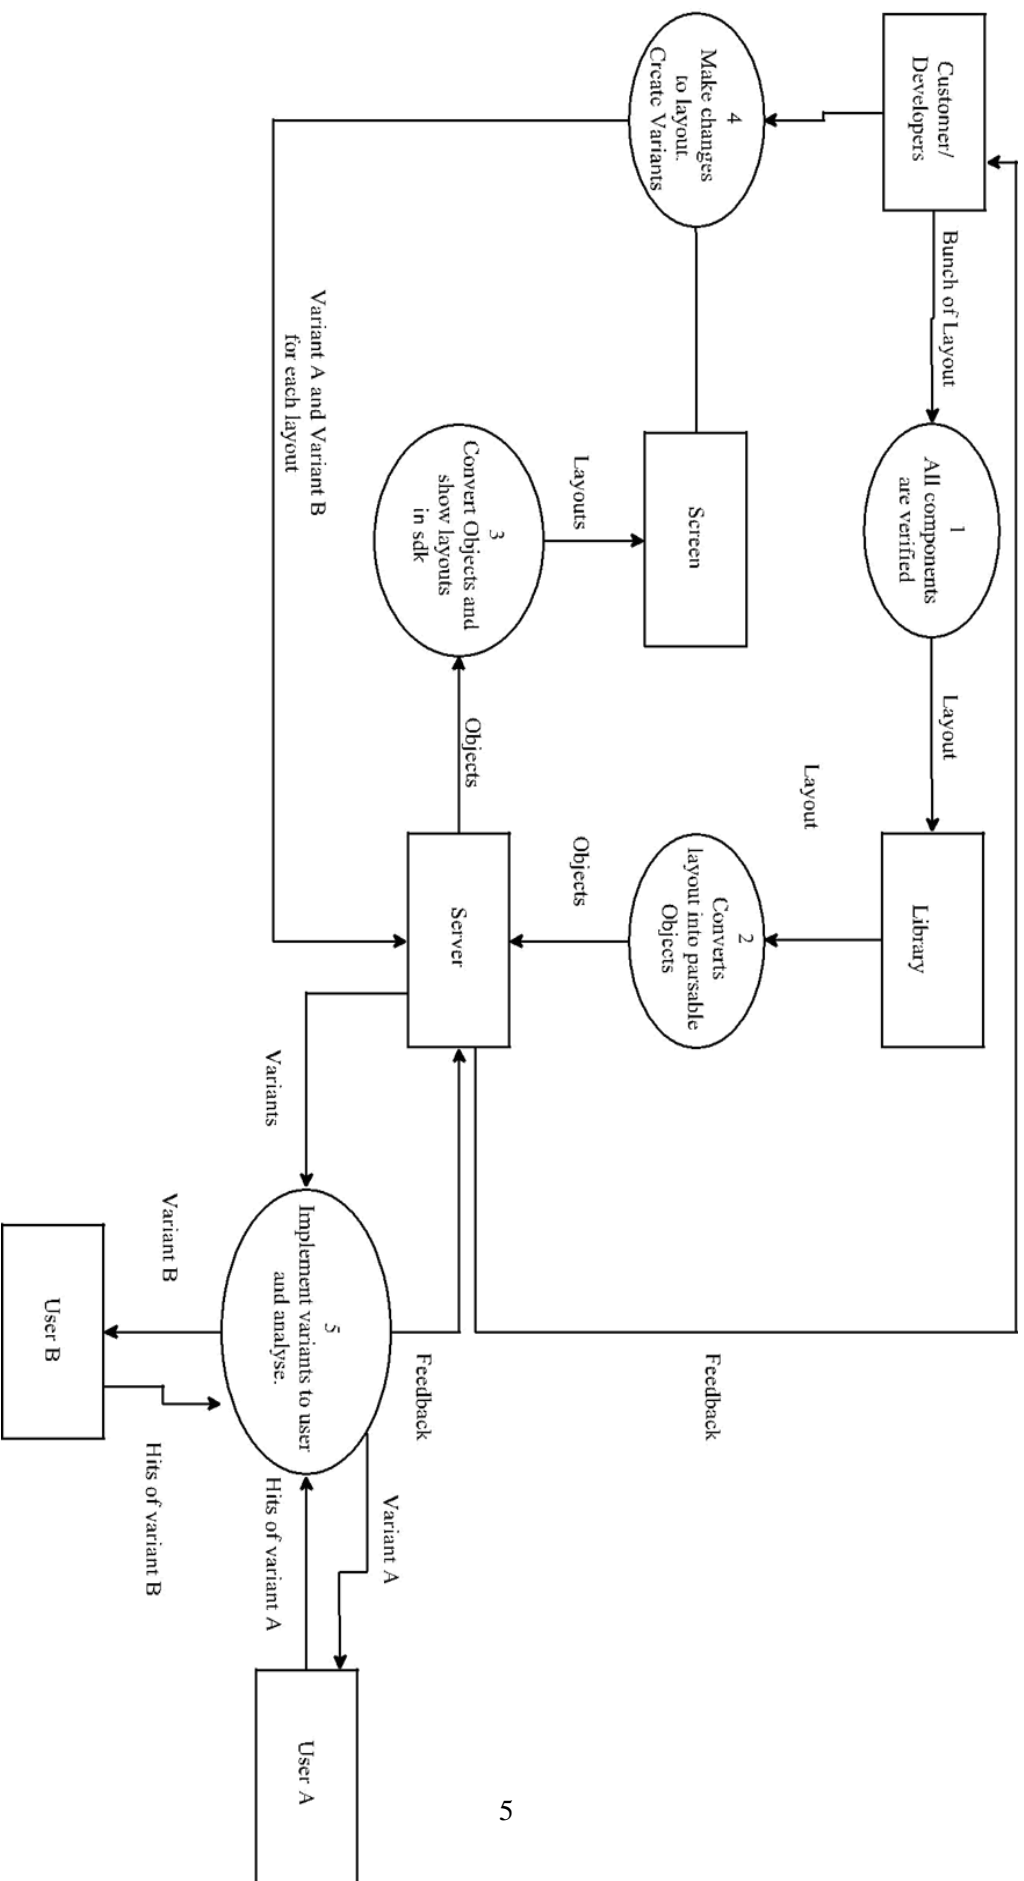 Customer/
Developers
Bunch of Layout
1
All components
are verified
Layout
Library
4
Make changes
to layout.
Create Variants
Screen
Layout
2
Converts
layout into parsable
Objects
Layouts
3
Convert Objects and
show layouts
in sdk
Objects
Objects
Server
Variant A and Variant B
for each layout
Variants
Feedback
Feedback
5
Implement variants to user
and analyse.
Variant A
Hits of variant A
User A
Variant B
Hits of variant B
User B
5